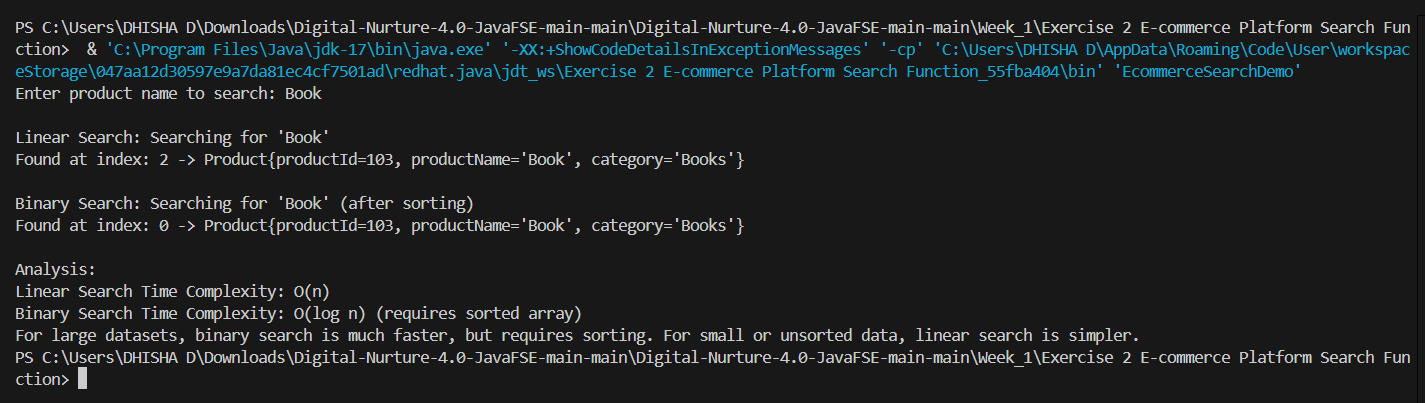 PS C:\Users\DHISHA D\Downloads\Digital-Nurture-4.0-JavaFSE-main-main\Digital-Nurture-4.0-JavaFSE-main-main\Week_1\Exercise 2 E-commerce Platform Search Fun
ction>  & 'C:\Program Files\Java\jdk-17\bin\java.exe' '-XX:+ShowCodeDetailsInExceptionMessages' '-cp' 'C:\Users\DHISHA D\AppData\Roaming\Code\User\workspac
eStorage\047aa12d30597e9a7da81ec4cf7501ad\redhat.java\jdt_ws\Exercise 2 E-commerce Platform Search Function_55fba404\bin' 'EcommerceSearchDemo'
Enter product name to search: Book
Linear Search: Searching for 'Book'
Found at index: 2 -> Product{productId=103, productName='Book', category='Books'}
Binary Search: Searching for 'Book' (after sorting)
Found at index: 0 -> Product{productId=103, productName='Book', category='Books'}
Analysis:
Linear Search Time Complexity: O(n)
Binary Search Time Complexity: O(log n) (requires sorted array)
For large datasets, binary search is much faster, but requires sorting. For small or unsorted data, linear search is simpler.
PS C:\Users\DHISHA D\Downloads\Digital-Nurture-4.0-JavaFSE-main-main\Digital-Nurture-4.0-JavaFSE-main-main\Week_1\Exercise 2 E-commerce Platform Search Fun
ction>